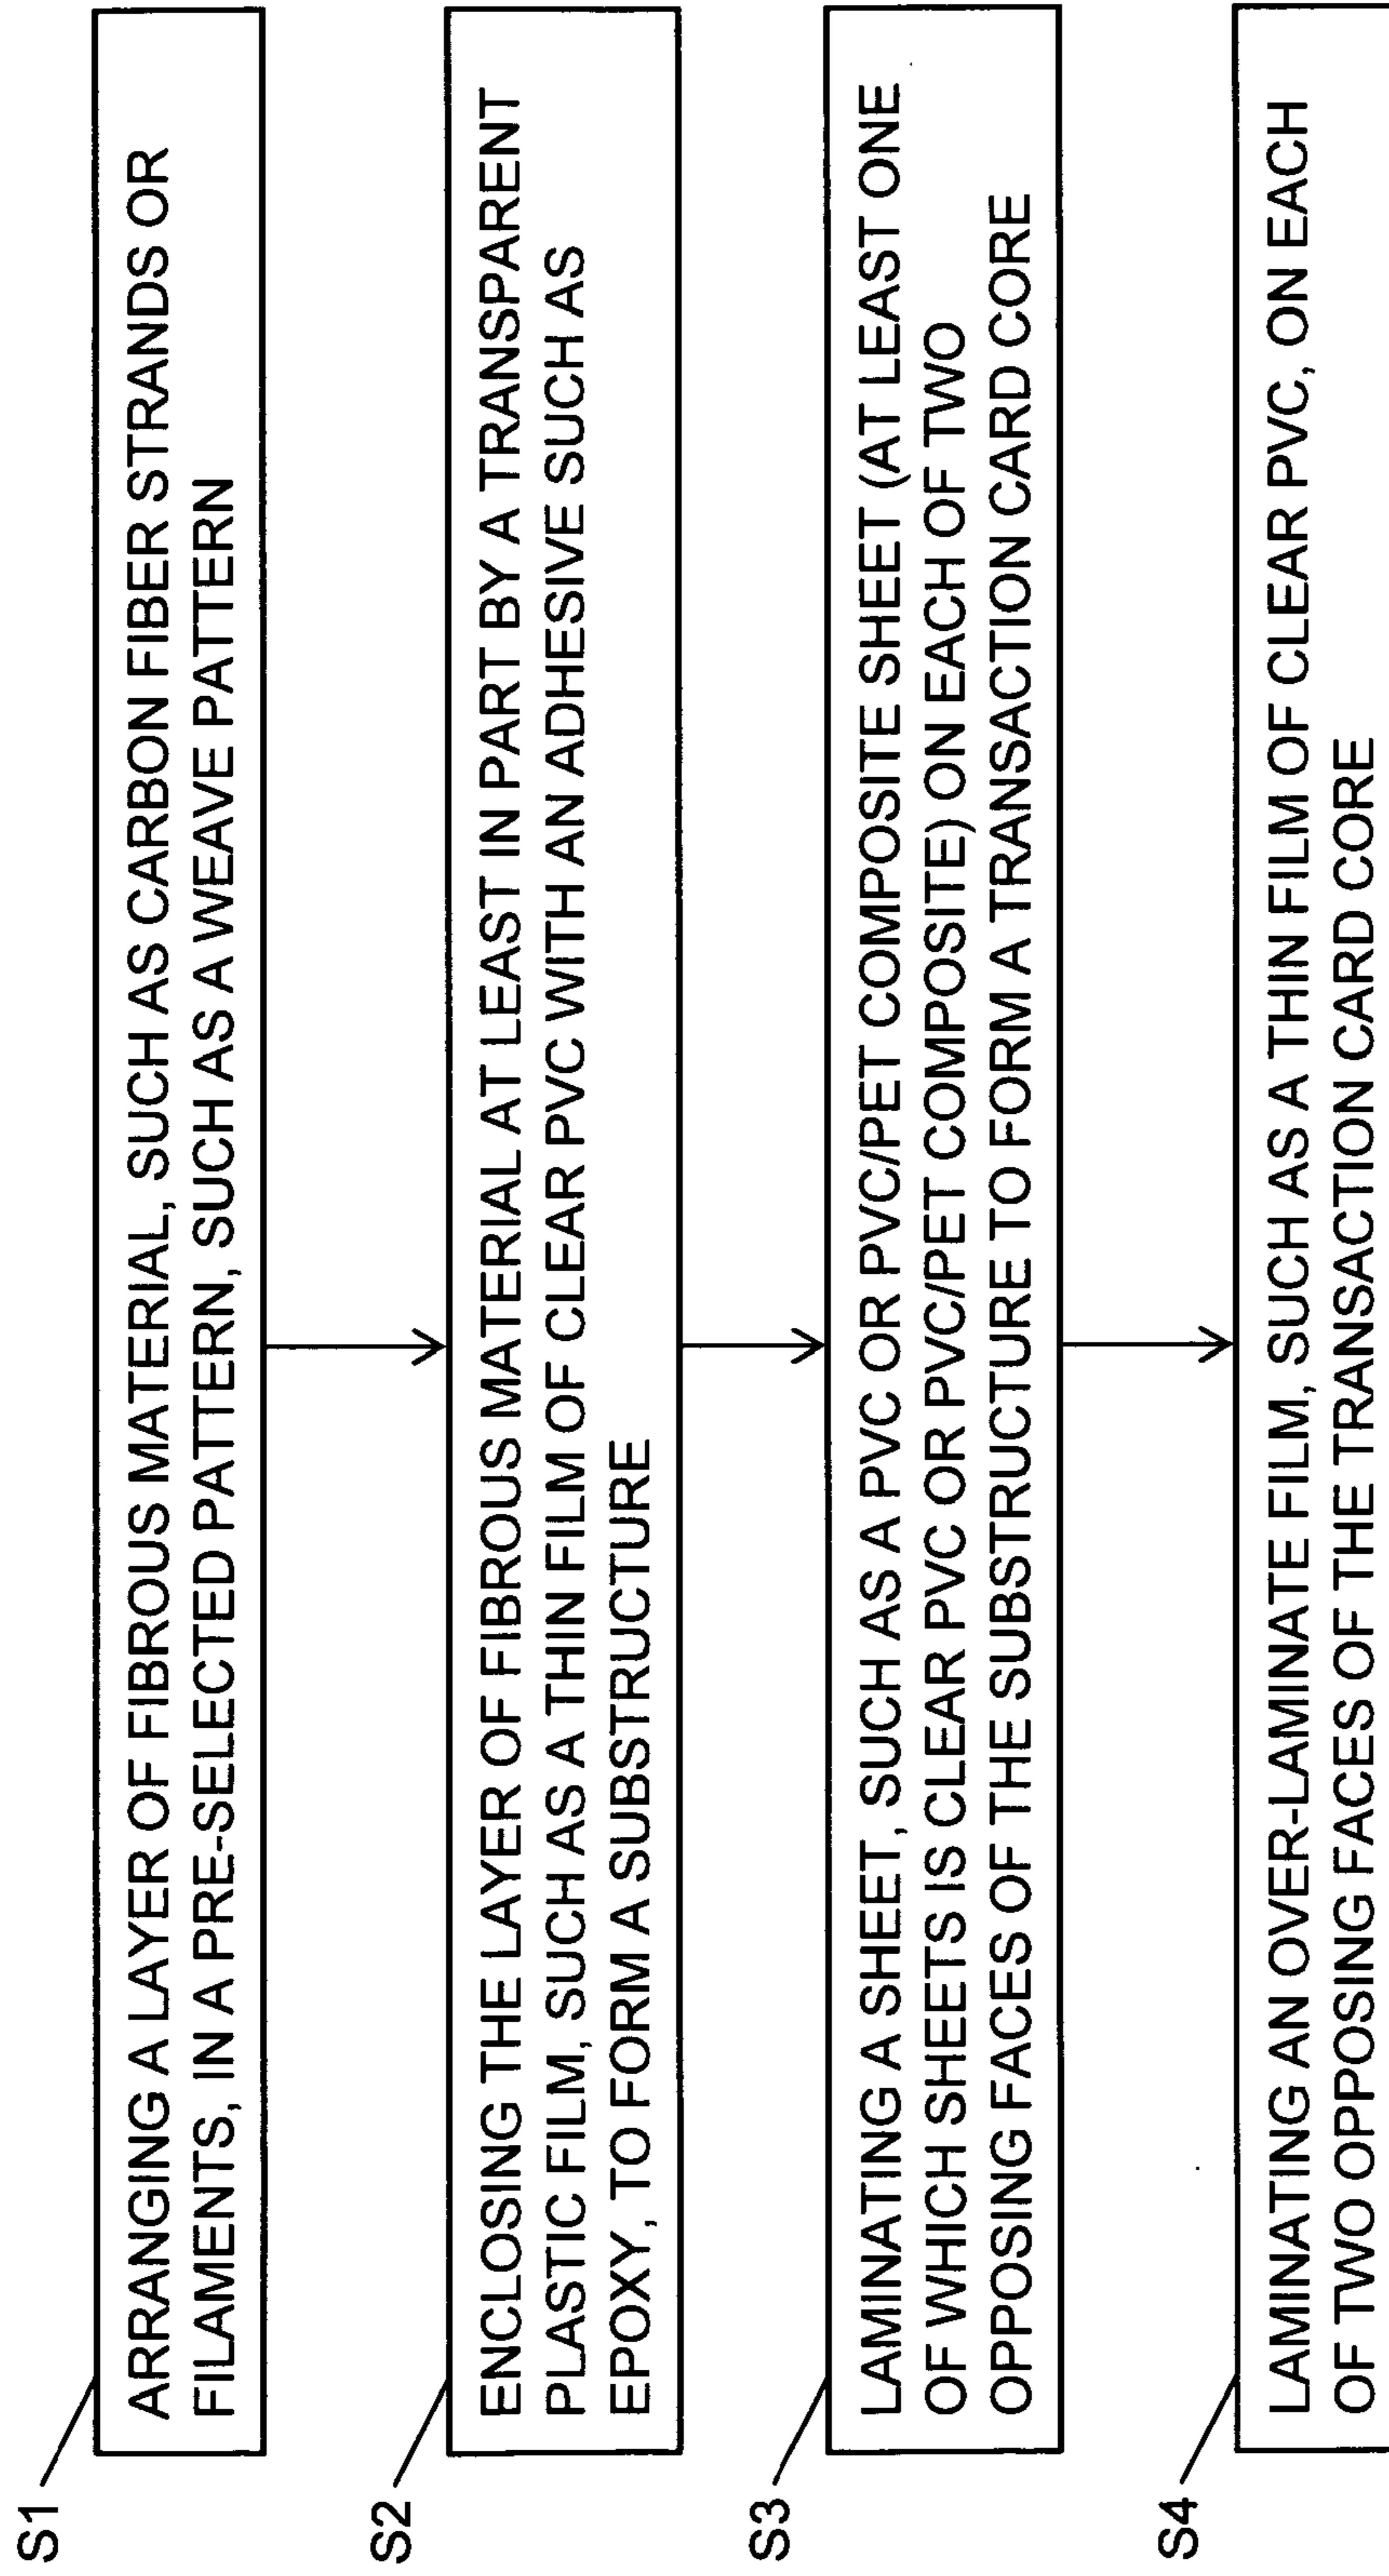 S1
ARRANGING A LAYER OF FIBROUS MATERIAL, SUCH AS CARBON FIBER STRANDS OR
FILAMENTS, IN A PRE-SELECTED PATTERN, SUCH AS A WEAVE PATTERN
S2
ENCLOSING THE LAYER OF FIBROUS MATERIAL AT LEAST IN PART BY A TRANSPARENT
PLASTIC FILM, SUCH AS A THIN FILM OF CLEAR PVC WITH AN ADHESIVE SUCH AS
EPOXY, TO FORM A SUBSTRUCTURE
S3
LAMINATING A SHEET, SUCH AS A PVC OR PVC/PET COMPOSITE SHEET (AT LEAST ONE
OF WHICH SHEETS IS CLEAR PVC OR PVC/PET COMPOSITE) ON EACH OF TWO
OPPOSING FACES OF THE SUBSTRUCTURE TO FORM A TRANSACTION CARD CORE
S4
LAMINATING AN OVER-LAMINATE FILM, SUCH AS A THIN FILM OF CLEAR PVC, ON EACH
OF TWO OPPOSING FACES OF THE TRANSACTION CARD CORE